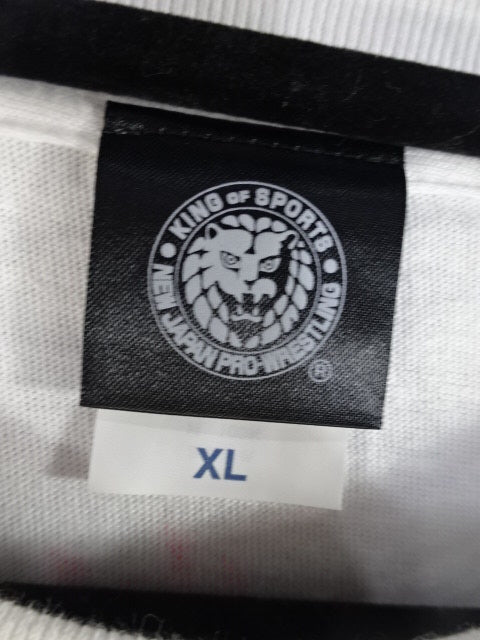 KING OF SPORTS
NEW JAPAN PRO-WRESTLING
®
XL